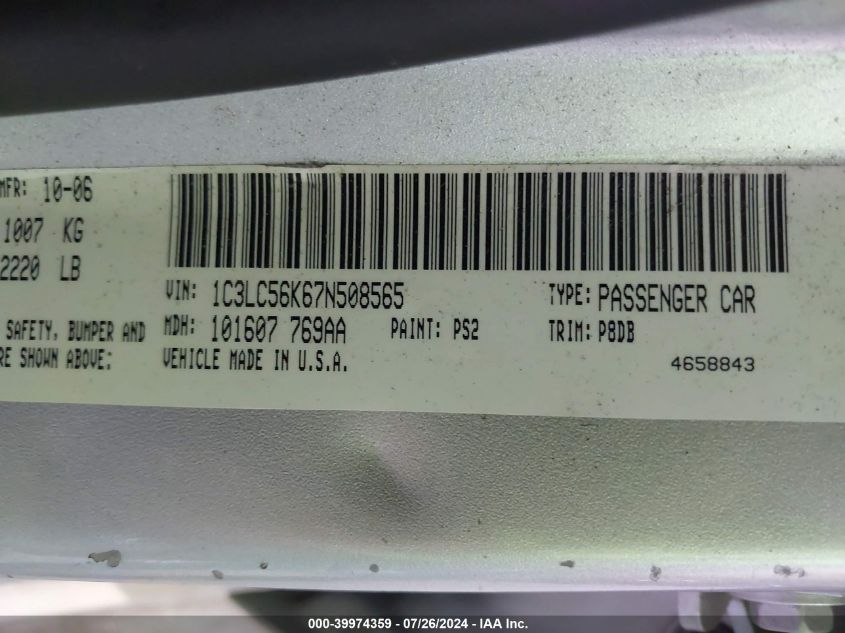 MFR: 10-06
1007 KG
2220 LB
VIN: 1C3LC56K67N508565 TYPE: PASSENGER CAR
SAFETY, BUMPER AND MDH: 101607 769AA PAINT: PS2 TRIM: P8DB
RE SHOWN ABOVE: VEHICLE MADE IN U.S.A. 4658843
000-39974359 / 07/26/2024 - IAA Inc.